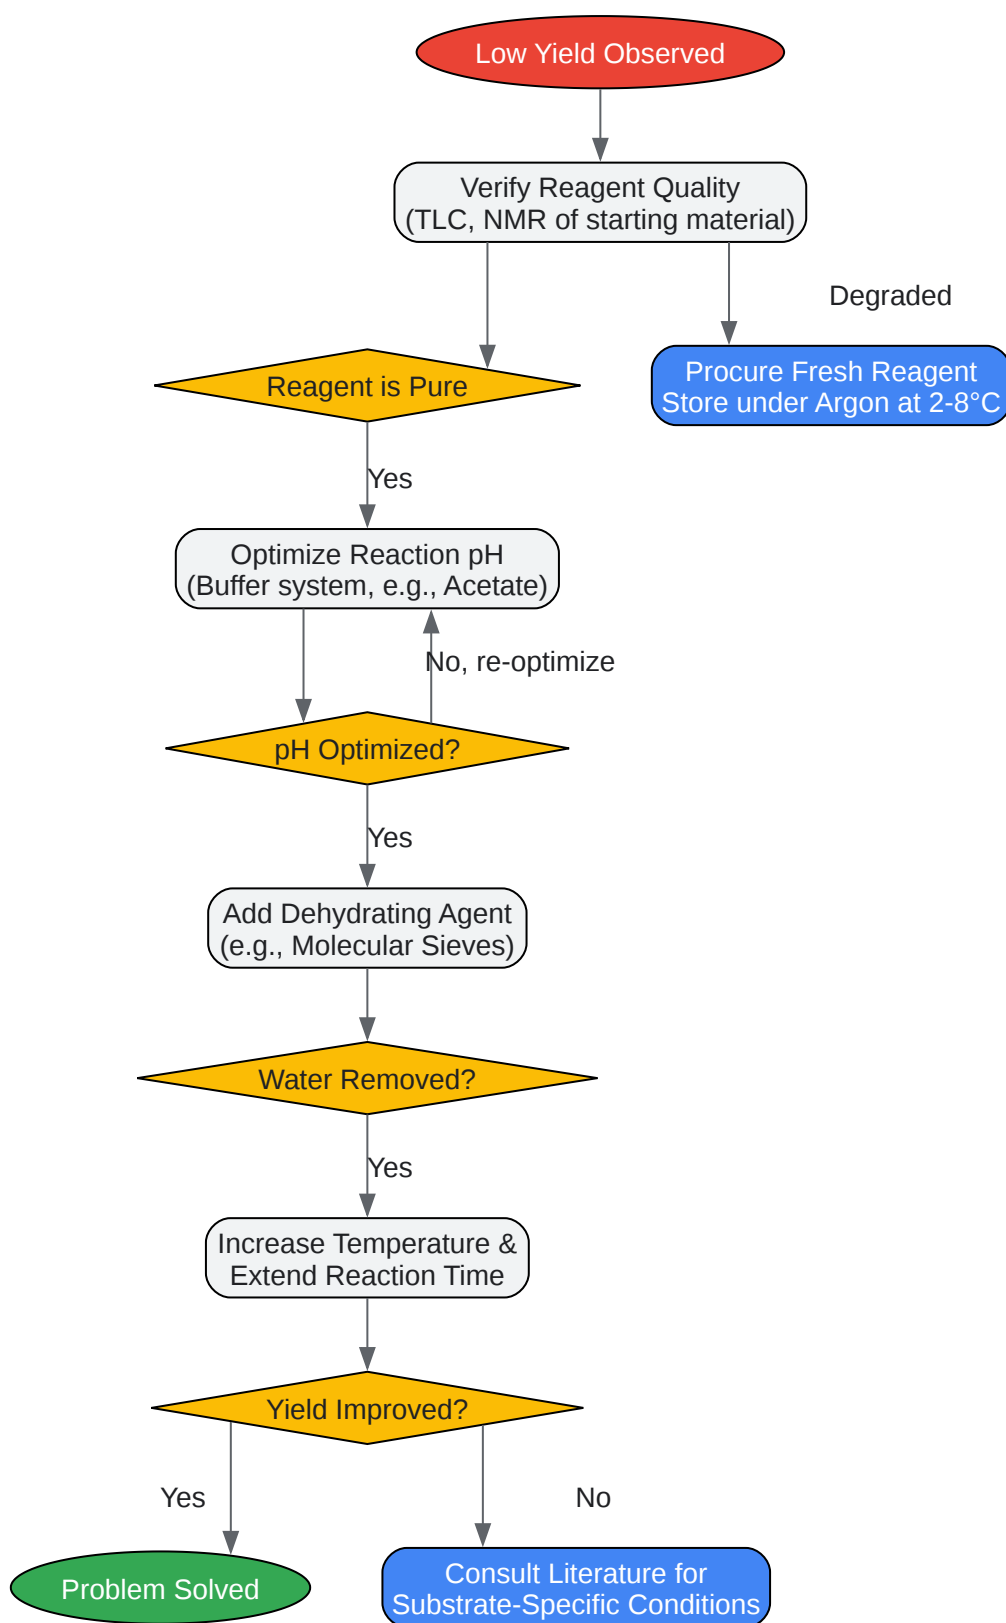 Low Yield Observed
Verify Reagent Quality
(TLC, NMR of starting material)
Degraded
Reagent is Pure
Procure Fresh Reagent
Store under Argon at 2-8°C
Yes
Optimize Reaction pH
(Buffer system, e.g., Acetate)
No, re-optimize
pH Optimized?
Yes
Add Dehydrating Agent
(e.g., Molecular Sieves)
Water Removed?
Yes
Increase Temperature &
Extend Reaction Time
Yield Improved?
Yes
No
Problem Solved
Consult Literature for
Substrate-Specific Conditions